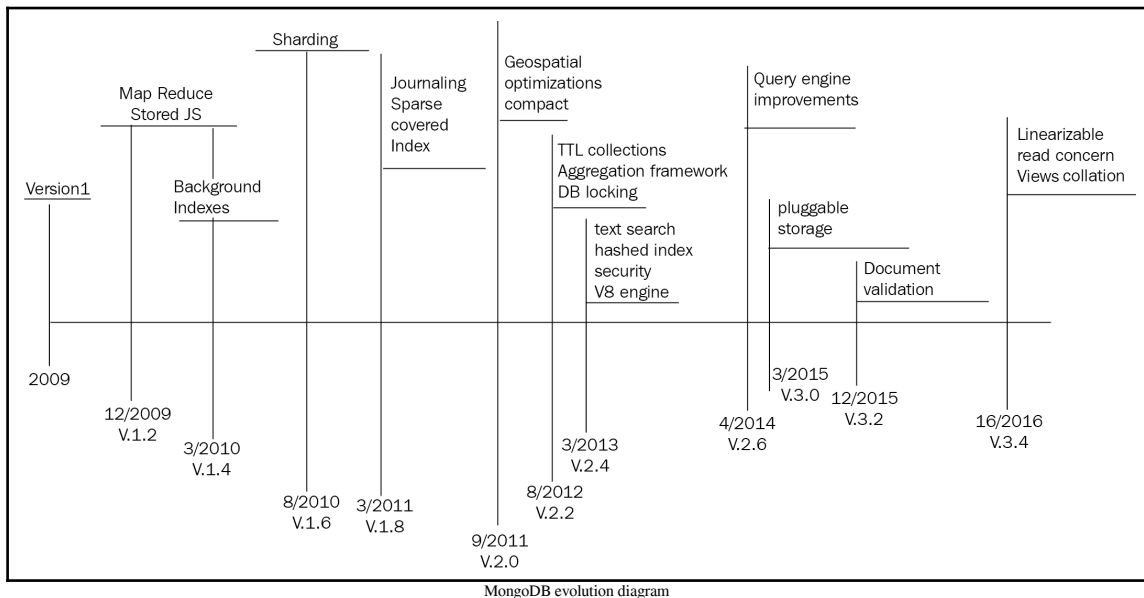 Sharding
Geospatial
optimizations
compact
Journaling
Sparse
covered
Index
Query engine
improvements
Map Reduce
Stored JS
Linearizable
read concern
Views collation
TTL collections
Aggregation framework
DB locking
Version1
Background
Indexes
pluggable
storage
text search
hashed index
security
V8 engine
Document
validation
2009
12/2009
V.1.2
3/2010
V.1.4
8/2010
V.1.6
3/2011
V.1.8
9/2011
V.2.0
8/2012
V.2.2
3/2013
V.2.4
4/2014
V.2.6
3/2015
V.3.0
12/2015
V.3.2
16/2016
V.3.4
MongoDB evolution diagram